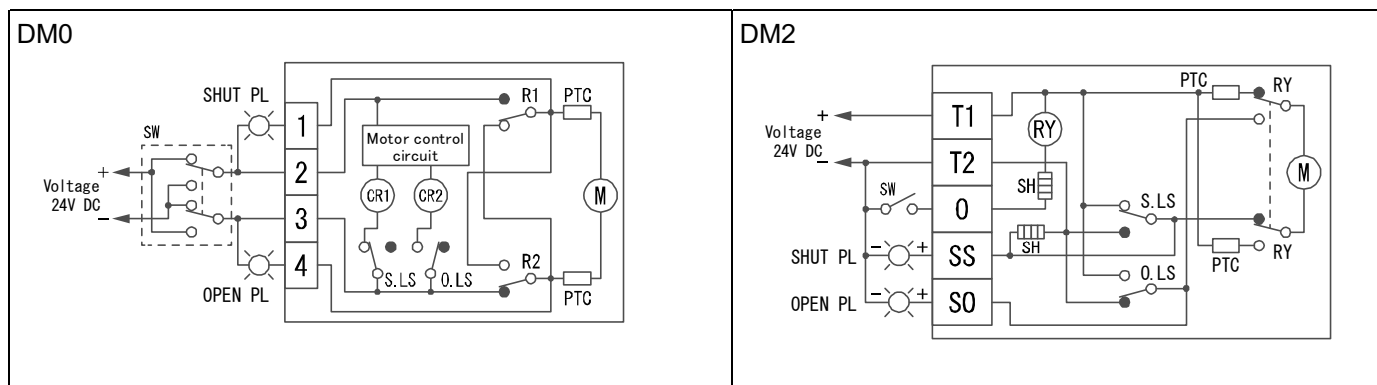 DM0
SHUT PL
SW
+
Voltage
24V DC
−
OPEN PL
1
2
3
4
Motor control
circuit
CR1
CR2
S.LS
O.LS
R1
R2
PTC
M
PTC
DM2
+
Voltage
24V DC
−
SW
SHUT PL
− +
OPEN PL
− +
T1
T2
O
SS
SO
RY
SH
SH
S.LS
O.LS
PTC
RY
M
PTC
RY